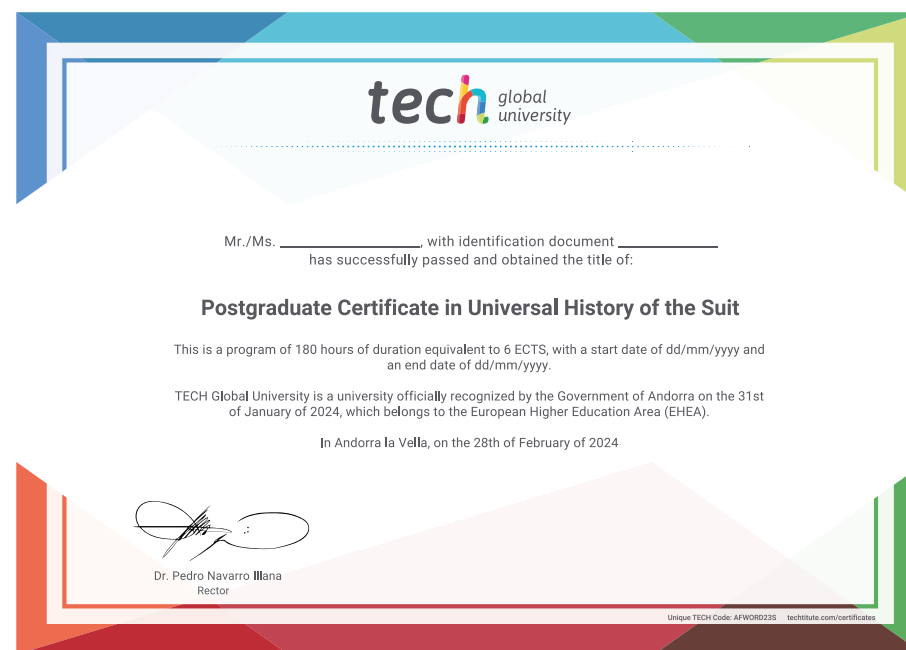 tech global
university
Mr./Ms. ____________, with identification document ____________
has successfully passed and obtained the title of:
Postgraduate Certificate in Universal History of the Suit
This is a program of 180 hours of duration equivalent to 6 ECTS, with a start date of dd/mm/yyyy and
an end date of dd/mm/yyyy.
TECH Global University is a university officially recognized by the Government of Andorra on the 31st
of January of 2024, which belongs to the European Higher Education Area (EHEA).
In Andorra la Vella, on the 28th of February of 2024
Dr. Pedro Navarro Illana
Rector
Unique TECH Code: AFWORD23S techtitute.com/certificates